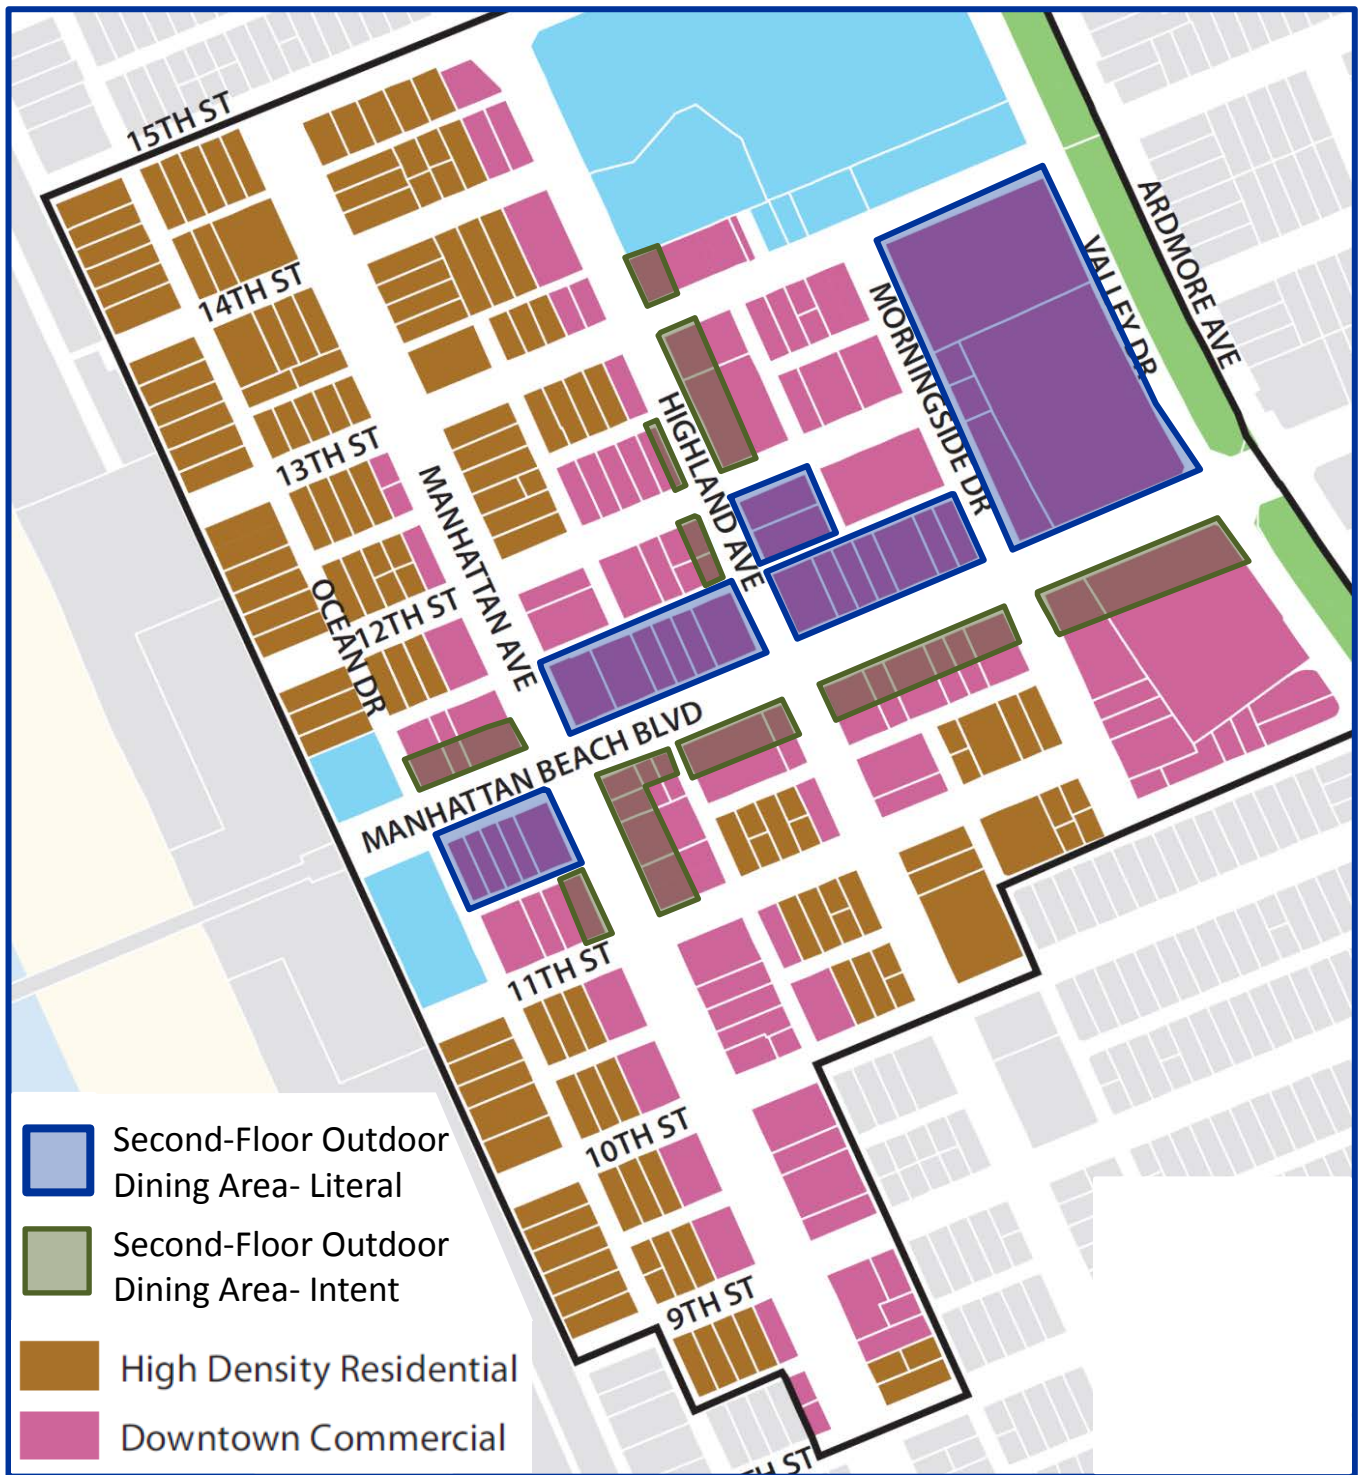 15TH ST
ARDMORE AVE
VALLEY DR
14TH ST
MORNINGSIDE DR
HIGHLAND AVE
13TH ST
MANHATTAN AVE
OCEAN DR
12TH ST
MANHATTAN BEACH BLVD
11TH ST
10TH ST
9TH ST
TH ST
Second-Floor Outdoor
Dining Area- Literal
Second-Floor Outdoor
Dining Area- Intent
High Density Residential
Downtown Commercial